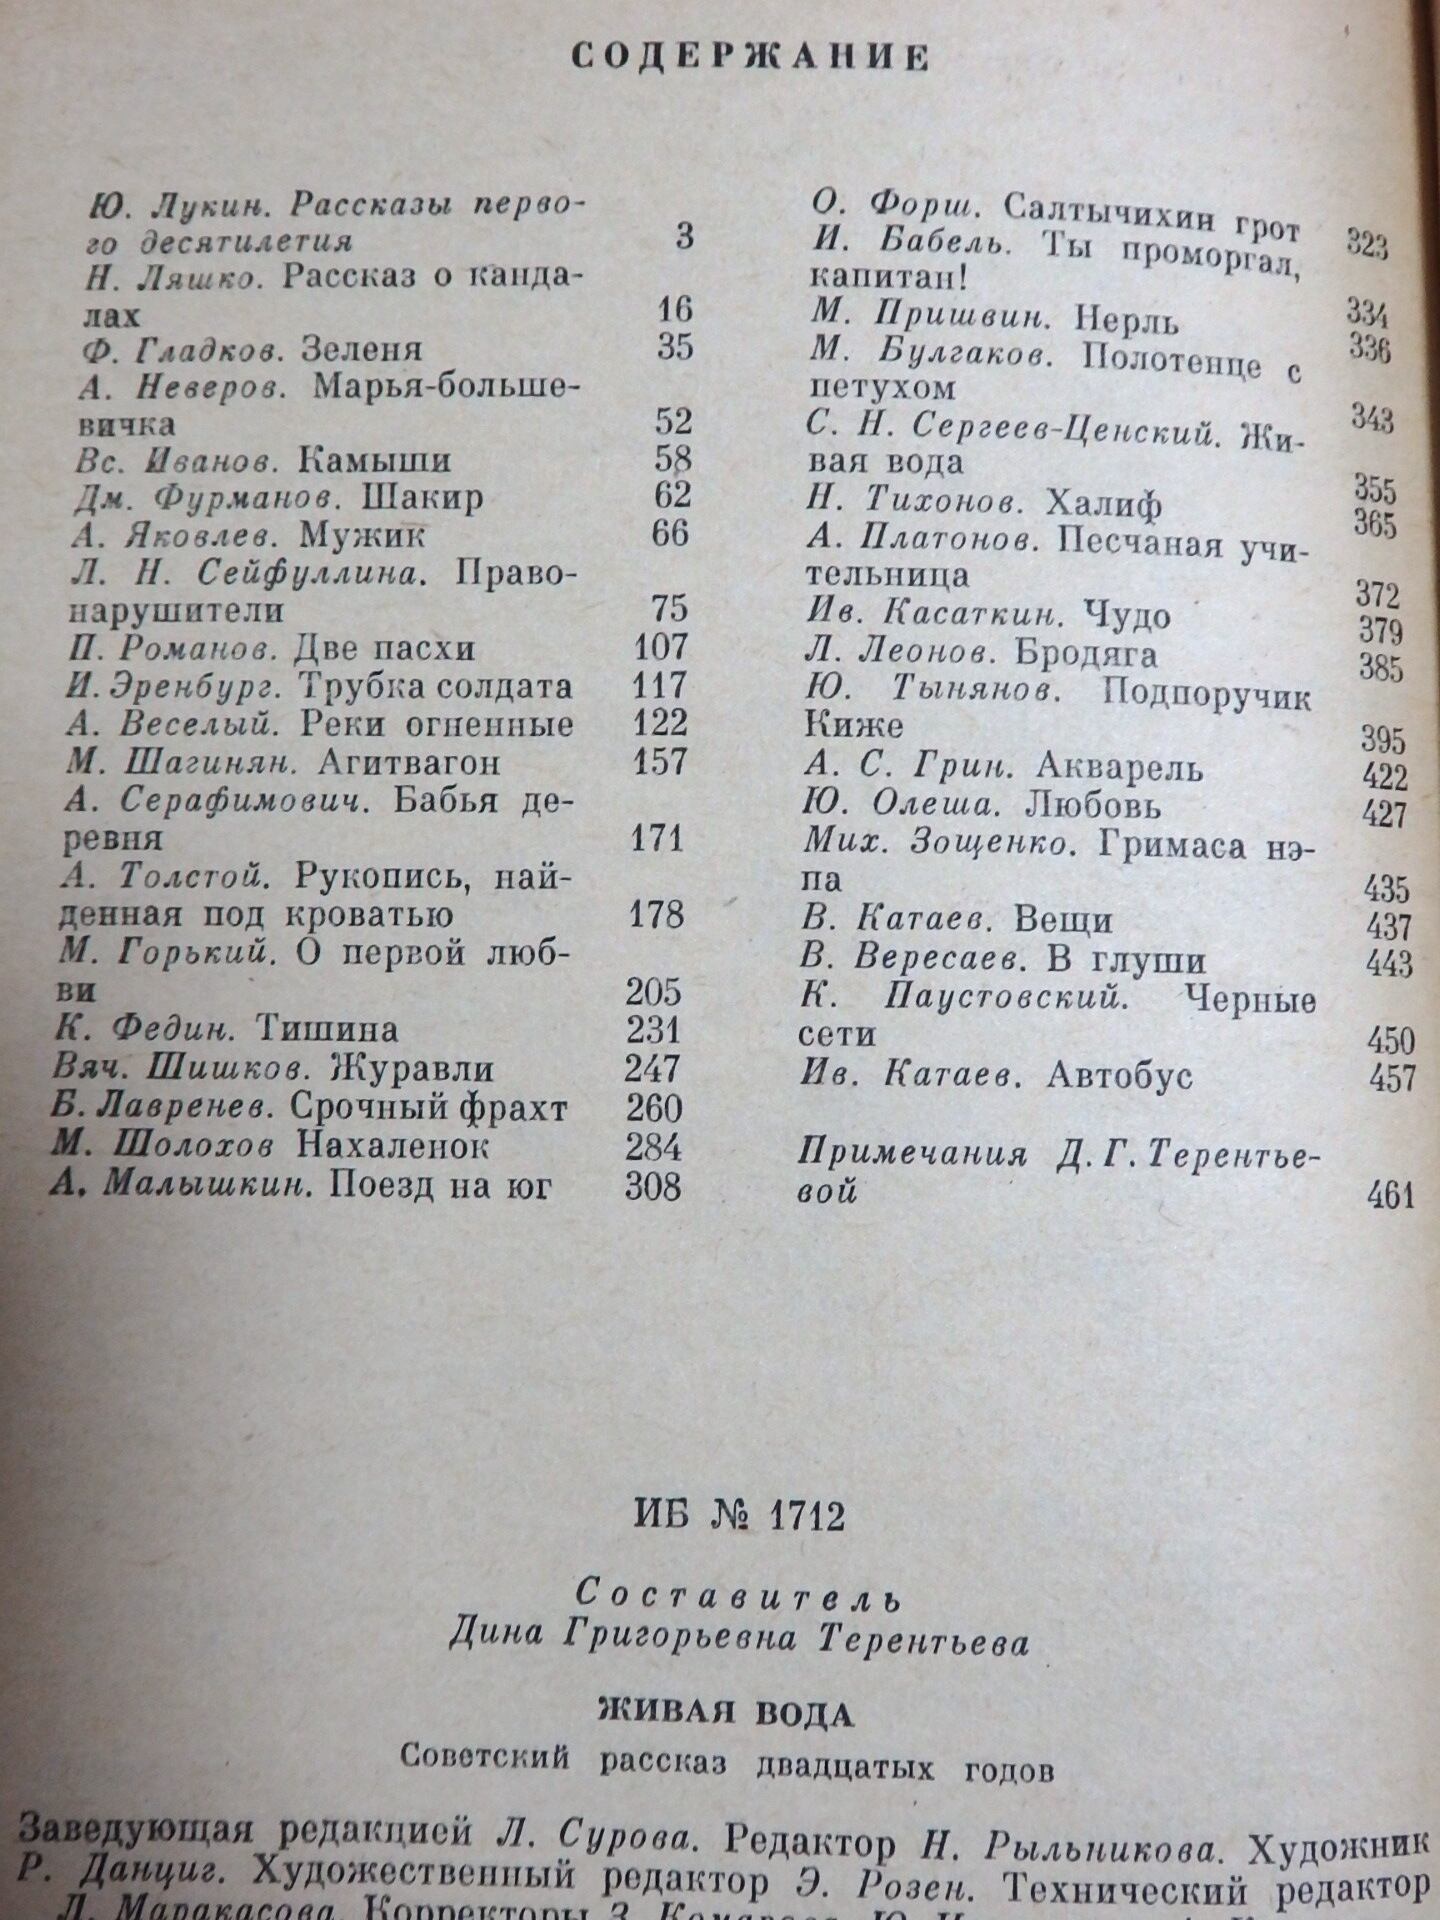 СОДЕРЖАНИЕ
Ю. Лукин. Рассказы перво-
го десятилетия 3
Н. Ляшко. Рассказ о канда-
лах 16
Ф. Гладков. Зеленя 35
А. Неверов. Марья-больше-
вичка 52
Вс. Иванов. Камыши 58
Дм. Фурманов. Шакир 62
А. Яковлев. Мужик 66
Л. Н. Сейфуллина. Право-
нарушители 75
П. Романов. Две пасхи 107
И. Эренбург. Трубка солдата 117
А. Веселый. Реки огненные 122
М. Шагинян. Агитвагон 157
А. Серафимович. Бабья де-
ревня 171
А. Толстой. Рукопись, най-
денная под кроватью 178
М. Горький. О первой люб-
ви 205
К. Федин. Тишина 231
Вяч. Шишков. Журавли 247
Б. Лавренев. Срочный фрахт 260
М. Шолохов Нахаленок 284
А. Малышкин. Поезд на юг 308
О. Форш. Салтычихин грот 323
И. Бабель. Ты проморгал,
капитан! 334
М. Пришвин. Нерль 336
М. Булгаков. Полотенце с
петухом 343
С. Н. Сергеев-Ценский. Жи-
вая вода 355
Н. Тихонов. Халиф 365
А. Платонов. Песчаная учи-
тельница 372
Ив. Касаткин. Чудо 379
Л. Леонов. Бродяга 385
Ю. Тынянов. Подпоручик
Киже 395
А. С. Грин. Акварель 422
Ю. Олеша. Любовь 427
Мих. Зощенко. Гримаса нэ-
па 435
В. Катаев. Вещи 437
В. Вересаев. В глуши 443
К. Паустовский. Черные
сети 450
Ив. Катаев. Автобус 457
Примечания Д. Г. Терентье-
вой 461
ИБ № 1712
Составитель
Дина Григорьевна Терентьева
ЖИВАЯ ВОДА
Советский рассказ двадцатых годов
Заведующая редакцией Л. Сурова. Редактор Н. Рыльникова. Художник
Р. Данциг. Художественный редактор Э. Розен. Технический редактор
Л. Маракасова. Корректоры З.